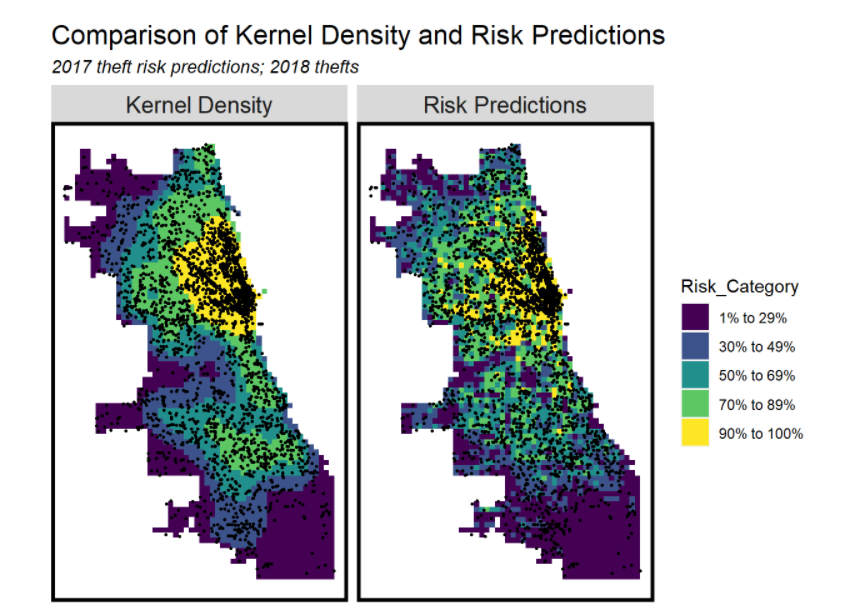 Comparison of Kernel Density and Risk Predictions
2017 theft risk predictions; 2018 thefts
Kernel Density
Risk Predictions
Risk_Category
1% to 29%
30% to 49%
50% to 69%
70% to 89%
90% to 100%